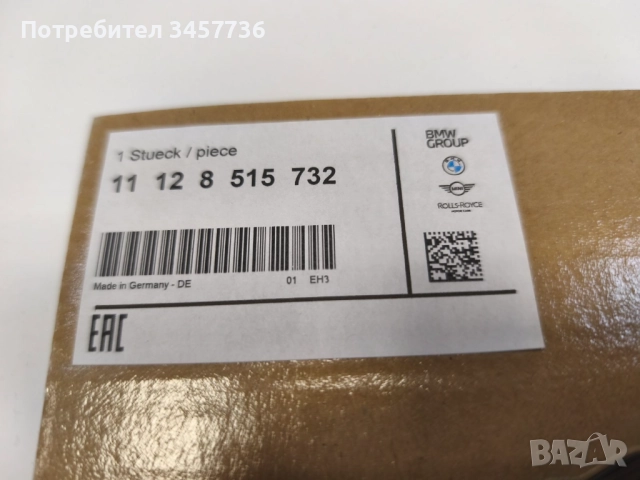 Потребител 3457736
1 Stueck / piece
11 12 8 515 732
Made in Germany - DE 01 EH3
EAC
BMW
GROUP
ROLLS-ROYCE
BAZAR